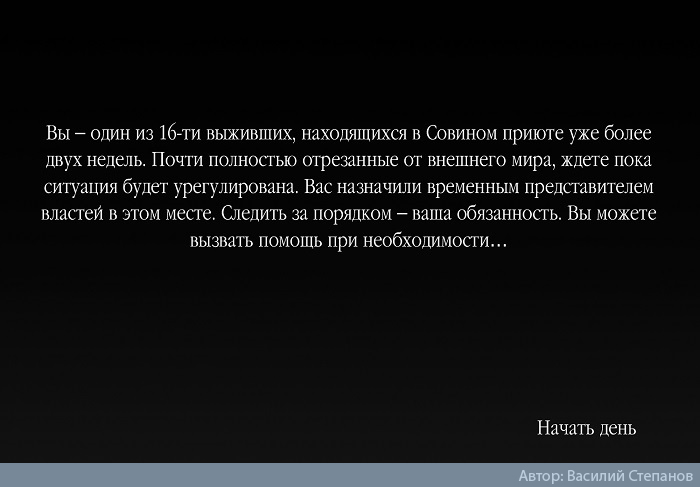 Вы – один из 16-ти выживших, находящихся в Совином приюте уже более
двух недель. Почти полностью отрезанные от внешнего мира, ждете пока
ситуация будет урегулирована. Вас назначили временным представителем
властей в этом месте. Следить за порядком – ваша обязанность. Вы можете
вызвать помощь при необходимости…
Начать день
Автор: Василий Степанов